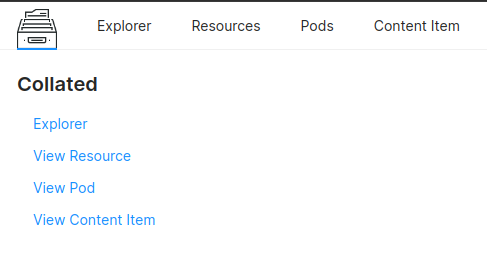 Explorer Resources Pods Content Item
Collated
Explorer
View Resource
View Pod
View Content Item